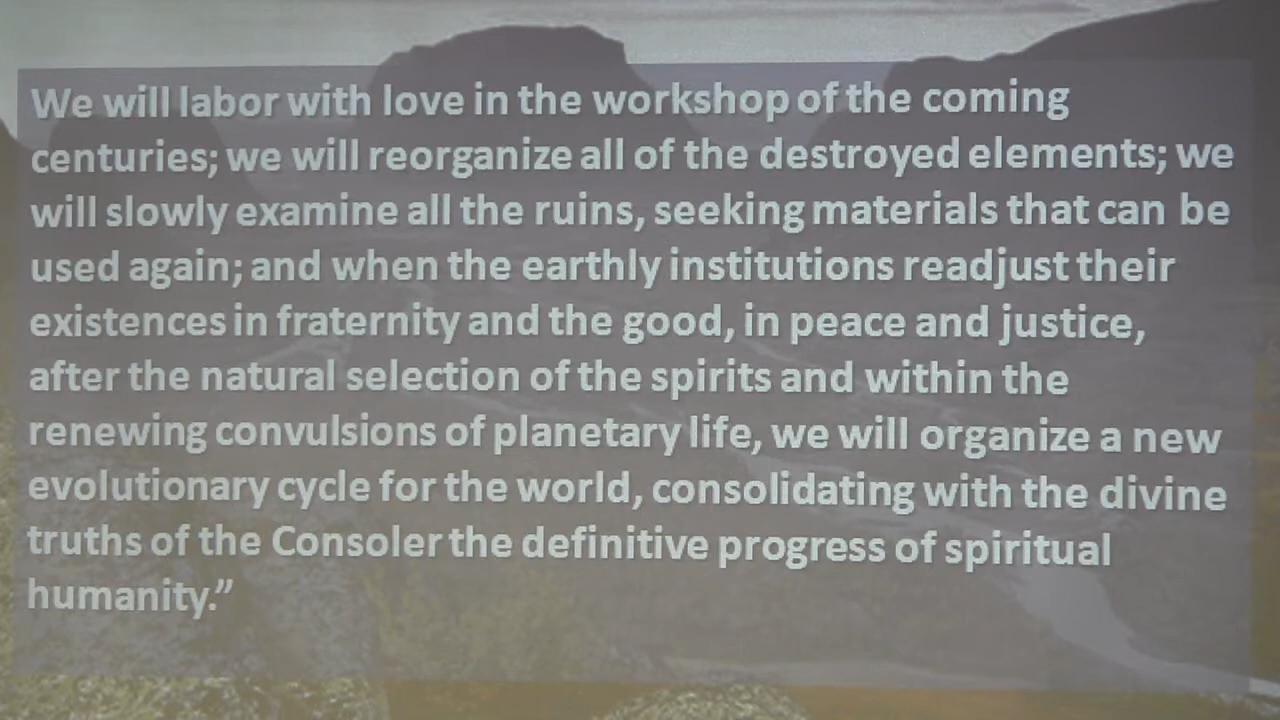 We will labor with love in the workshop of the coming
centuries; we will reorganize all of the destroyed elements; we
will slowly examine all the ruins, seeking materials that can be
used again; and when the earthly institutions readjust their
existences in fraternity and the good, in peace and justice,
after the natural selection of the spirits and within the
renewing convulsions of planetary life, we will organize a new
evolutionary cycle for the world, consolidating with the divine
truths of the Consoler the definitive progress of spiritual
humanity.”